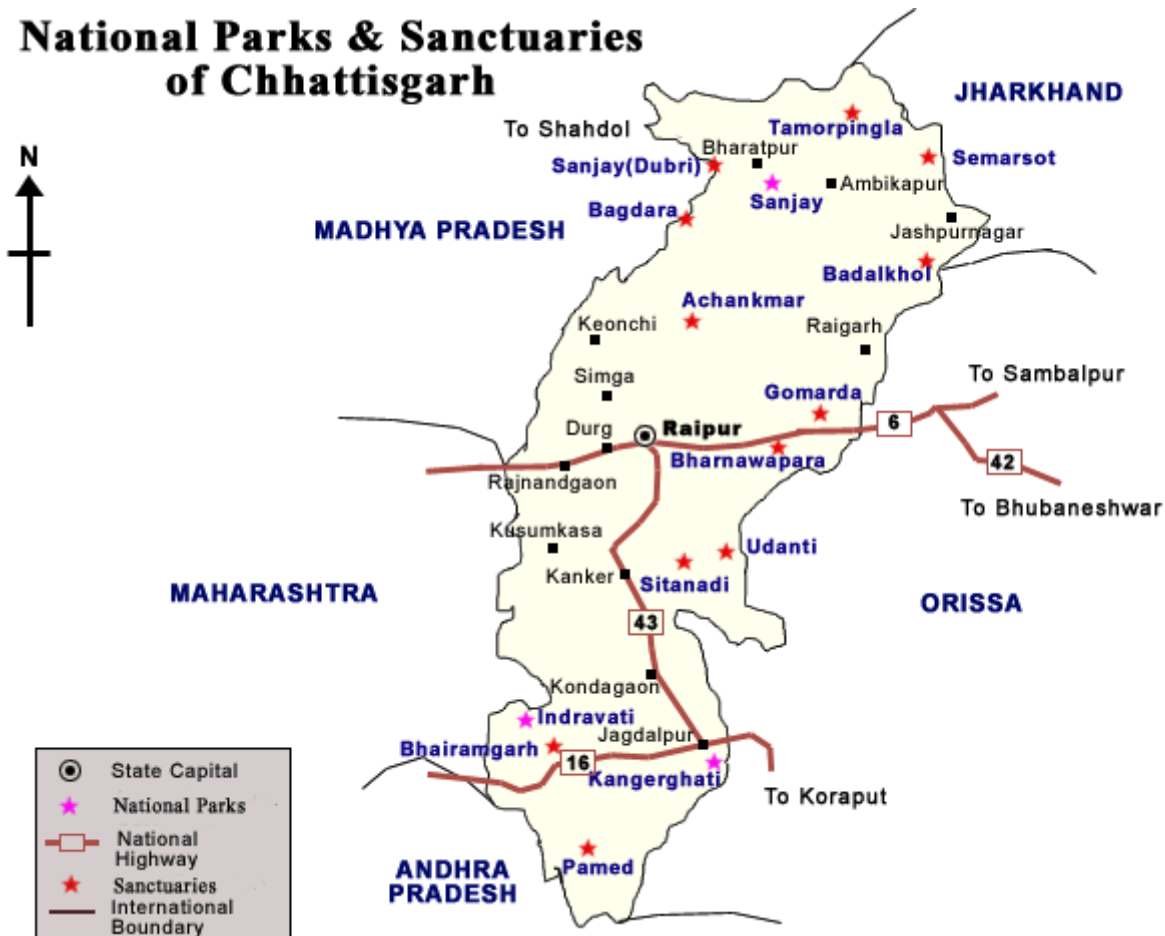 National Parks & Sanctuaries
of Chhattisgarh
JHARKHAND
To Shahdol
Tamorpingla
N
Bharatpur
Sanjay(Dubri)
Semarsot
Ambikapur
Sanjay
Bagdara
MADHYA PRADESH
Jashpurnagar
Badalkhol
Achankmar
Keonchi
Raigarh
Simga
To Sambalpur
Gomarda
6
Durg
Raipur
Bharnawapara
42
Rajnandgaon
To Bhubaneshwar
Kusumkasa
Udanti
Kanker
Sitanadi
MAHARASHTRA
ORISSA
43
Kondagaon
Indravati
Jagdalpur
Bhairamgarh
16
Kangerghati
To Koraput
Pamed
ANDHRA
PRADESH
State Capital
National Parks
National
Highway
Sanctuaries
International
Boundary